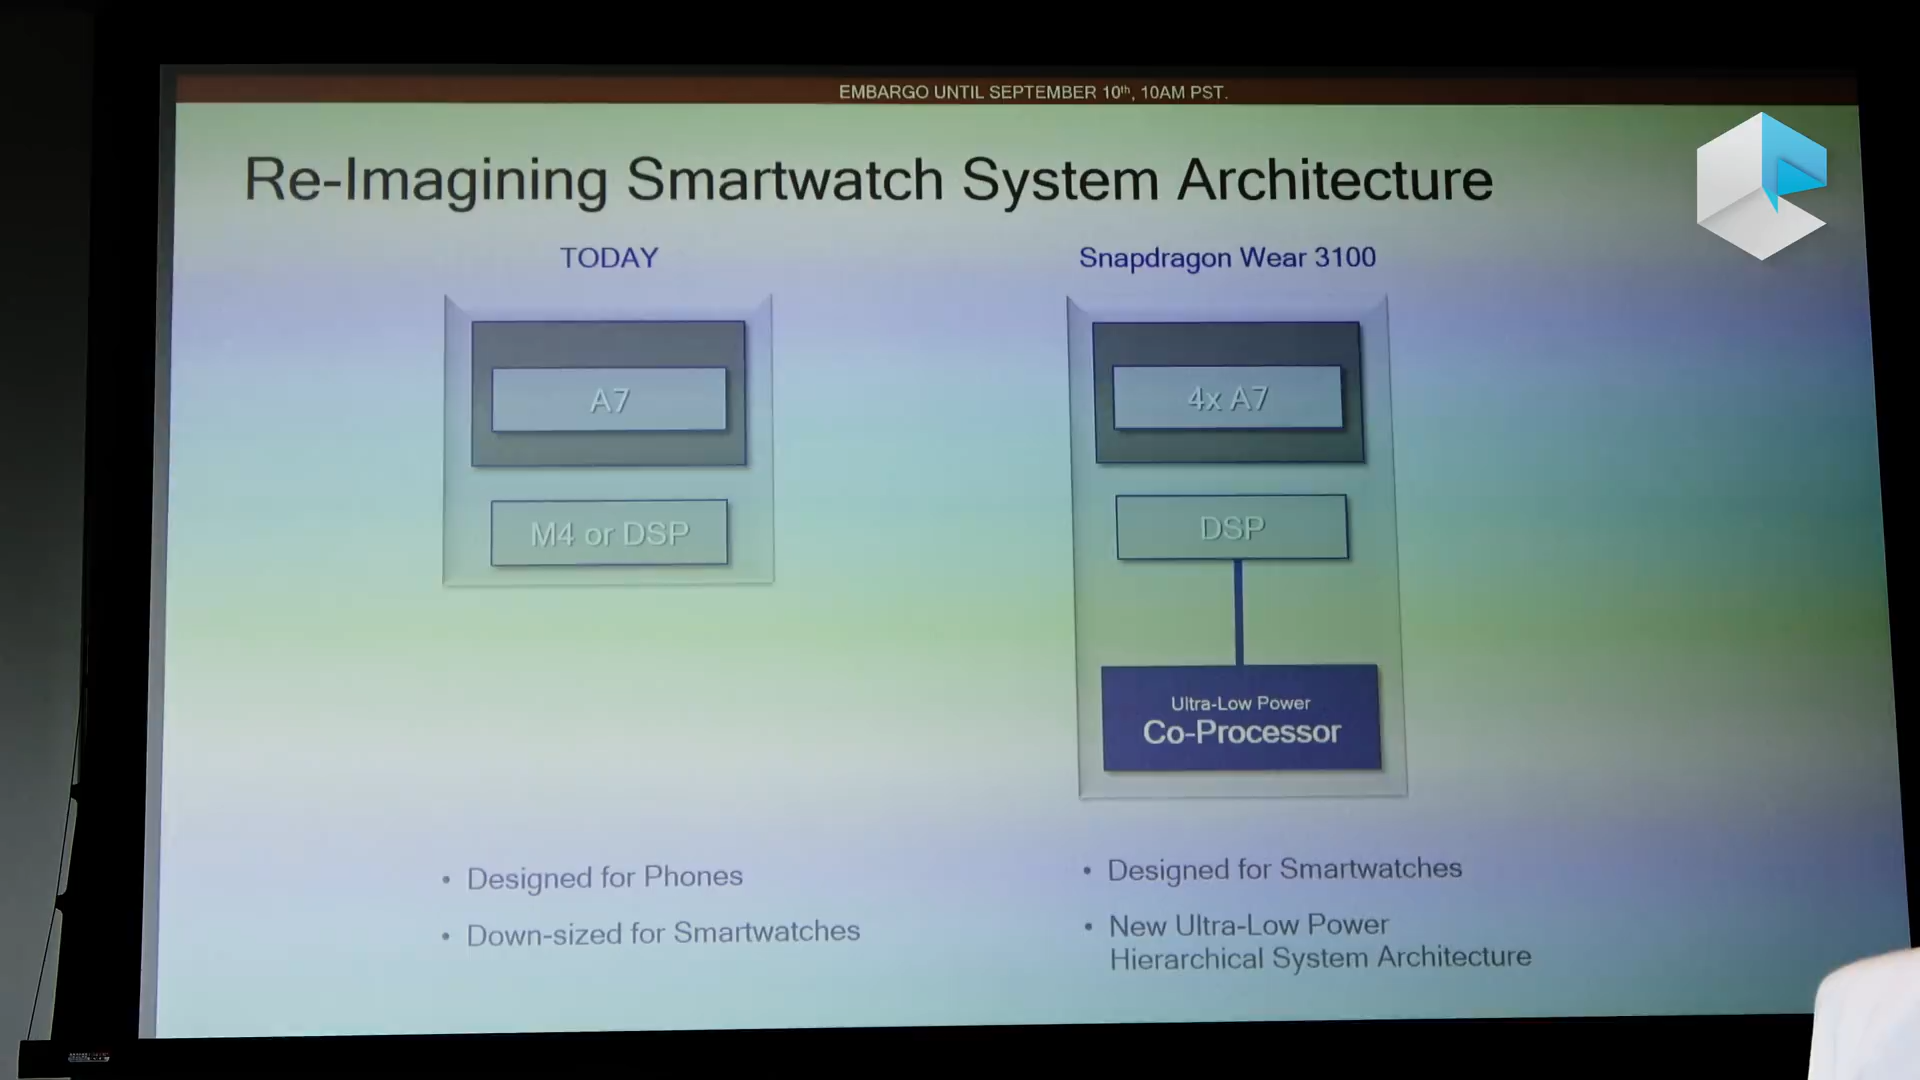 EMBARGO UNTIL SEPTEMBER 10th, 10AM PST.
Re-Imagining Smartwatch System Architecture
TODAY
A7
M4 or DSP
• Designed for Phones
• Down-sized for Smartwatches
Snapdragon Wear 3100
4x A7
DSP
Ultra-Low Power
Co-Processor
• Designed for Smartwatches
• New Ultra-Low Power
Hierarchical System Architecture